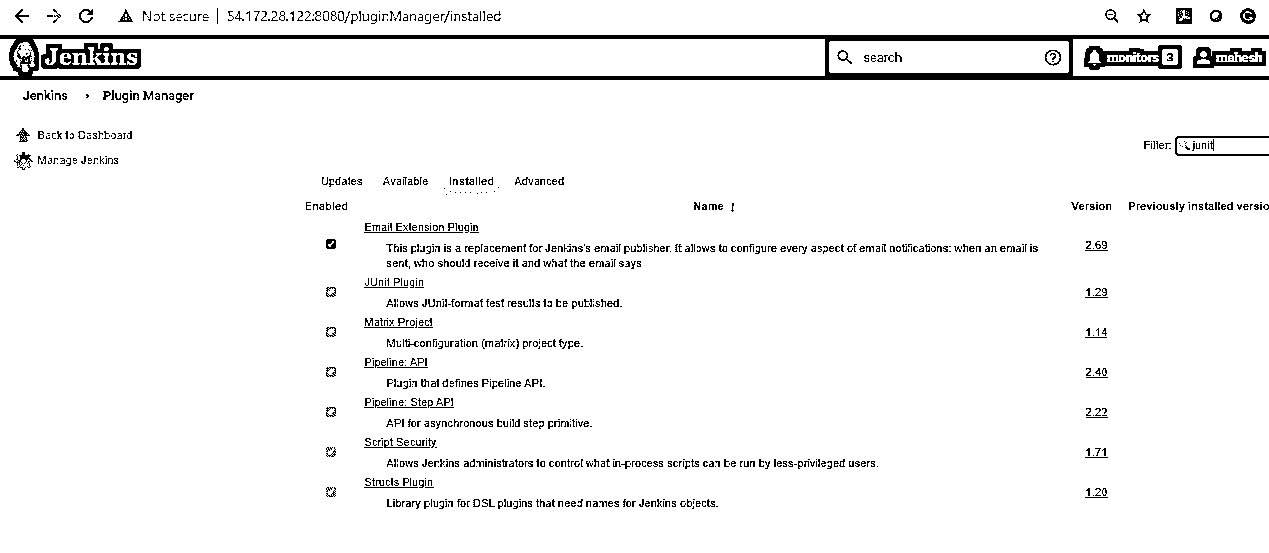 Not secure | 54.172.28.122:8080/pluginManager/installed
Jenkins
search
monitors 3 mahesh
Jenkins › Plugin Manager
Back to Dashboard
Manage Jenkins
Filter: junit
Updates Available Installed Advanced
Enabled Name ↓ Version Previously installed versio
Email Extension Plugin
This plugin is a replacement for Jenkins's email publisher. It allows to configure every aspect of email notifications: when an email is
sent, who should receive it and what the email says
2.69
JUnit Plugin
Allows JUnit-format test results to be published.
1.29
Matrix Project
Multi-configuration (matrix) project type.
1.14
Pipeline: API
Plugin that defines Pipeline API.
2.40
Pipeline: Step API
API for asynchronous build step primitive.
2.22
Script Security
Allows Jenkins administrators to control what in-process scripts can be run by less-privileged users.
1.71
Structs Plugin
Library plugin for DSL plugins that need names for Jenkins objects.
1.20